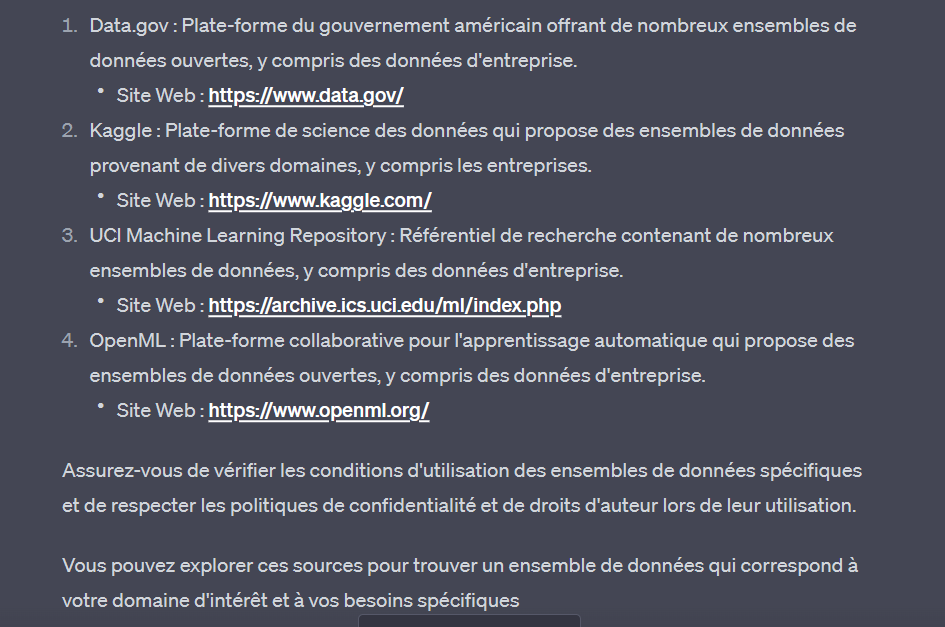 1. Data.gov : Plate-forme du gouvernement américain offrant de nombreux ensembles de
données ouvertes, y compris des données d'entreprise.
• Site Web : https://www.data.gov/
2. Kaggle : Plate-forme de science des données qui propose des ensembles de données
provenant de divers domaines, y compris les entreprises.
• Site Web : https://www.kaggle.com/
3. UCI Machine Learning Repository : Référentiel de recherche contenant de nombreux
ensembles de données, y compris des données d'entreprise.
• Site Web : https://archive.ics.uci.edu/ml/index.php
4. OpenML : Plate-forme collaborative pour l'apprentissage automatique qui propose des
ensembles de données ouvertes, y compris des données d'entreprise.
• Site Web : https://www.openml.org/
Assurez-vous de vérifier les conditions d'utilisation des ensembles de données spécifiques
et de respecter les politiques de confidentialité et de droits d'auteur lors de leur utilisation.
Vous pouvez explorer ces sources pour trouver un ensemble de données qui correspond à
votre domaine d'intérêt et à vos besoins spécifiques